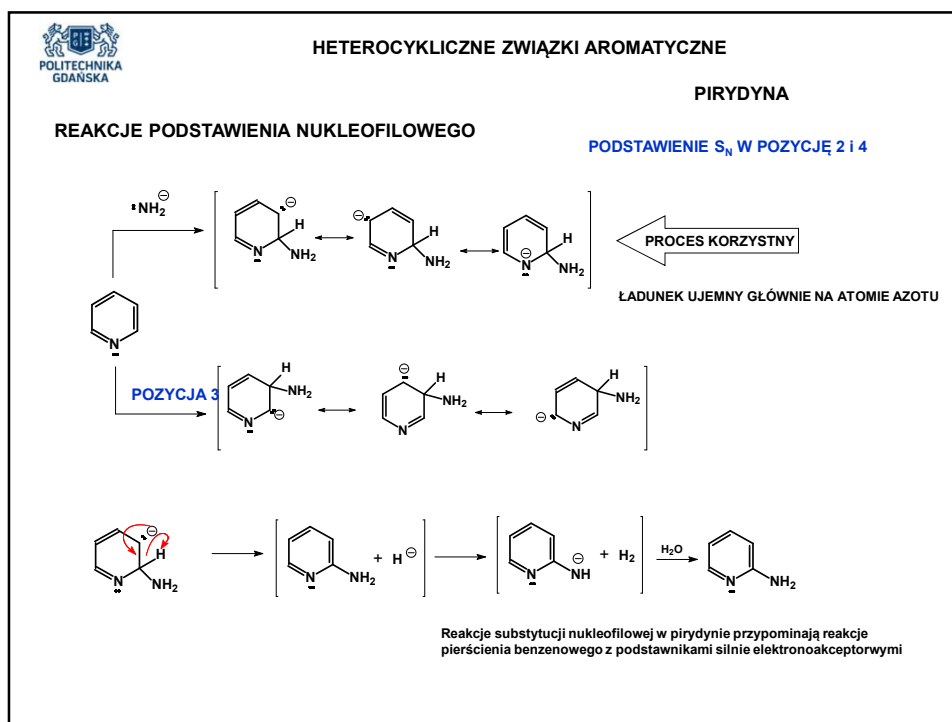 POLITECHNIKA
GDAŃSKA
HETEROCYKLICZNE ZWIĄZKI AROMATYCZNE
PIRYDYNA
REAKCJE PODSTAWIENIA NUKLEOFILOWEGO
PODSTAWIENIE S_N W POZYCJĘ 2 i 4
NH₂ ⊖
⊖ H N NH₂
⊖ H N NH₂
H N ⊖ NH₂
PROCES KORZYSTNY
ŁADUNEK UJEMNY GŁÓWNIE NA ATOMIE AZOTU
N
POZYCJA 3
H NH₂ N ⊖
⊖ H NH₂ N
H NH₂ ⊖ N
⊖ H N NH₂
N NH₂ + H ⊖
N ⊖ NH + H₂
H₂O
N NH₂
Reakcje substytucji nukleofilowej w pirydynie przypominają reakcje
pierścienia benzenowego z podstawnikami silnie elektronoakceptorwymi